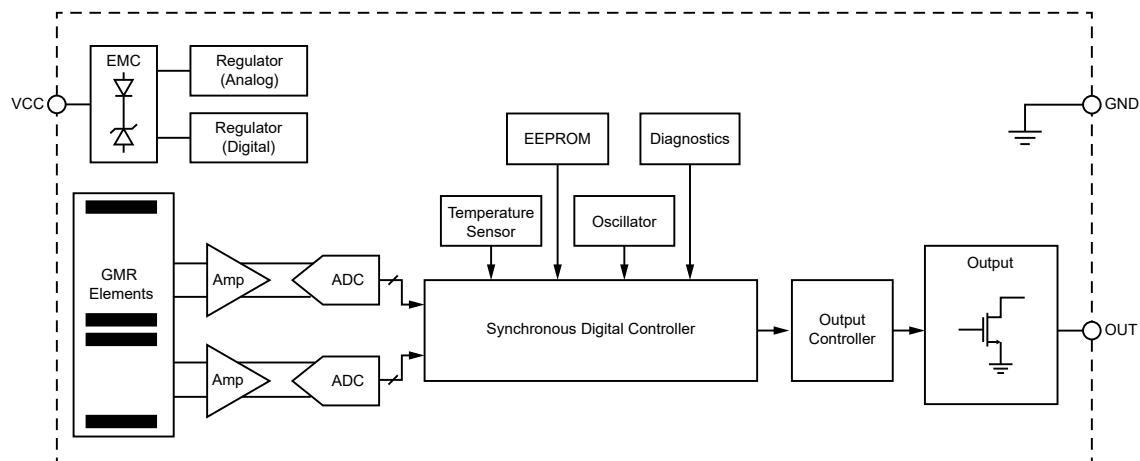 EMC
Regulator
(Analog)
VCC
GND
Regulator
(Digital)
EEPROM
Diagnostics
Temperature
Sensor
Oscillator
GMR
Elements
Amp
ADC
Synchronous Digital Controller
Output
Controller
Output
OUT
Amp
ADC